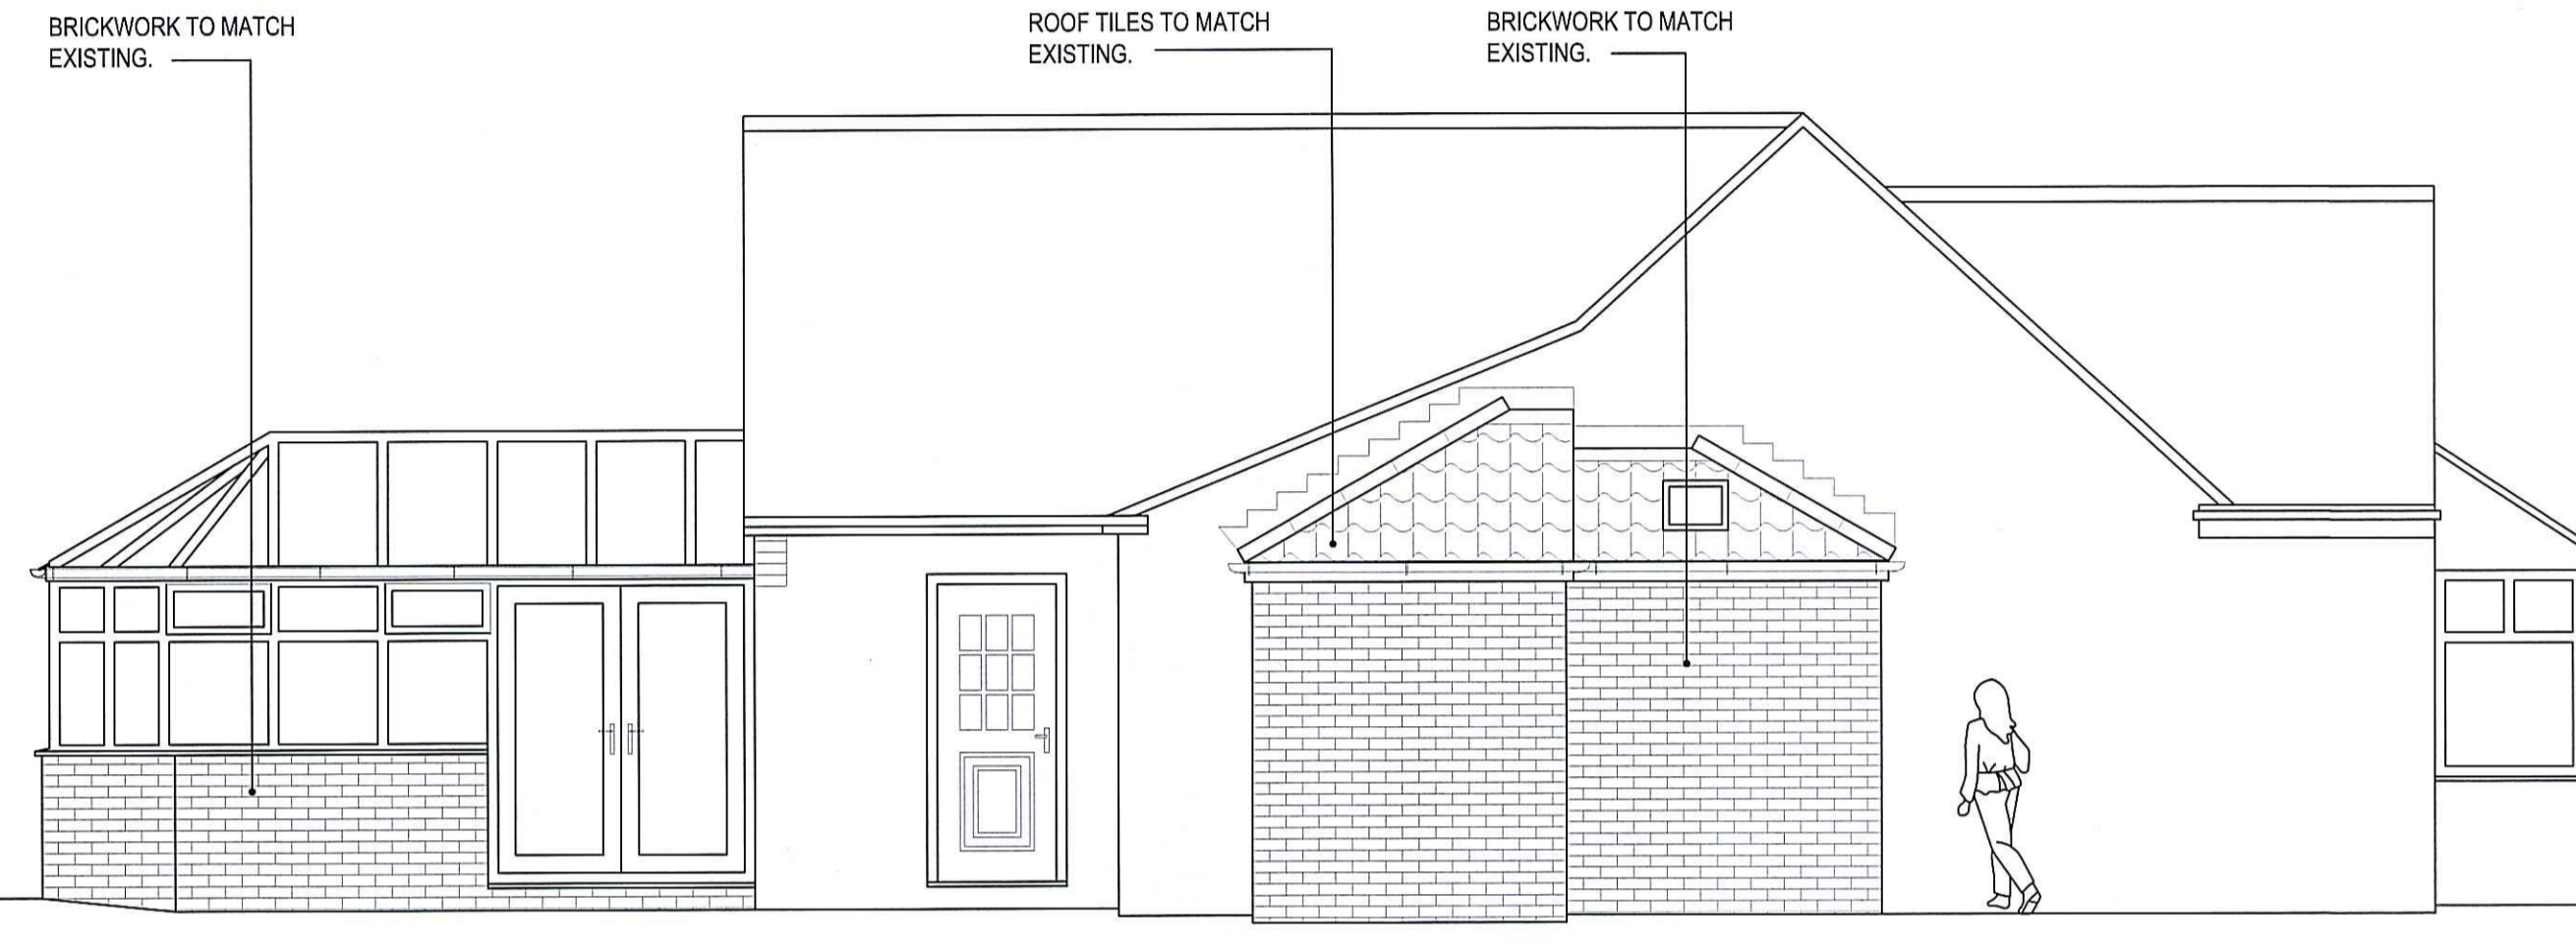 BRICKWORK TO MATCH
EXISTING.
ROOF TILES TO MATCH
EXISTING.
BRICKWORK TO MATCH
EXISTING.